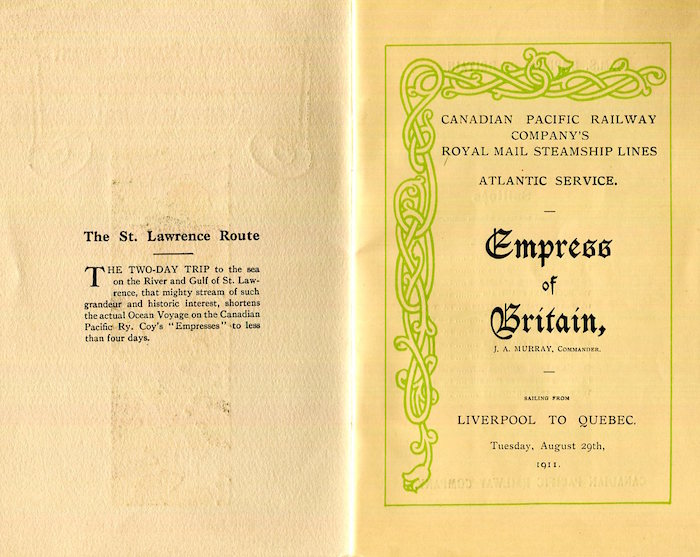 The St. Lawrence Route
THE TWO-DAY TRIP to the sea
on the River and Gulf of St. Law-
rence, that mighty stream of such
grandeur and historic interest, shortens
the actual Ocean Voyage on the Canadian
Pacific Ry. Coy's "Empresses" to less
than four days.
CANADIAN PACIFIC RAILWAY
COMPANY'S
ROYAL MAIL STEAMSHIP LINES
ATLANTIC SERVICE.
Empress
of
Britain,
J. A. MURRAY, COMMANDER.
SAILING FROM
LIVERPOOL TO QUEBEC.
Tuesday, August 29th,
1911.